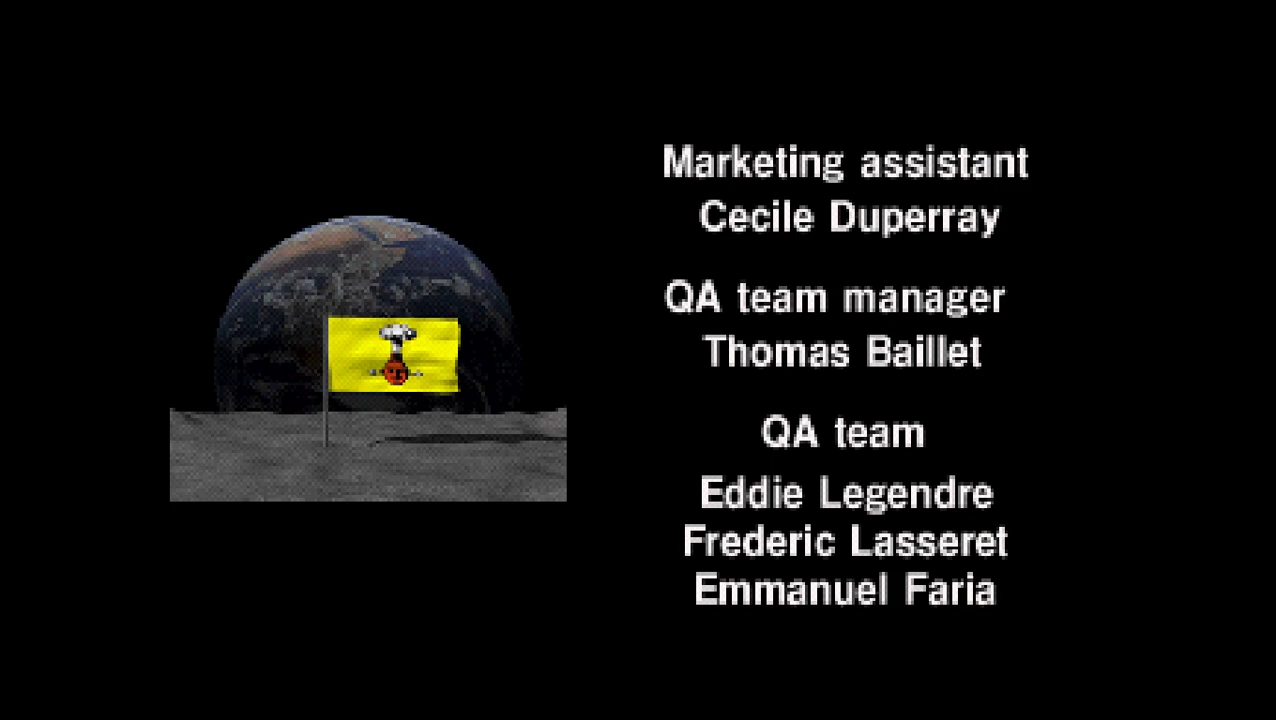 Marketing assistant
Cecile Duperray
QA team manager
Thomas Baillet
QA team
Eddie Legendre
Frederic Lasseret
Emmanuel Faria